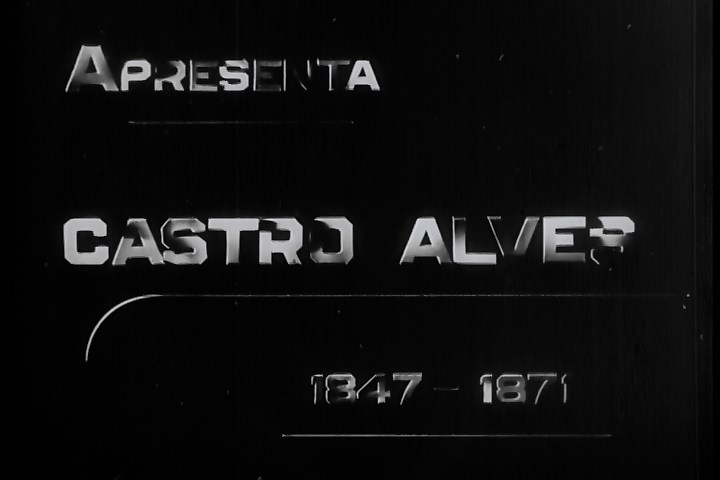 APRESENTA
CASTRO ALVES
1847 - 1871